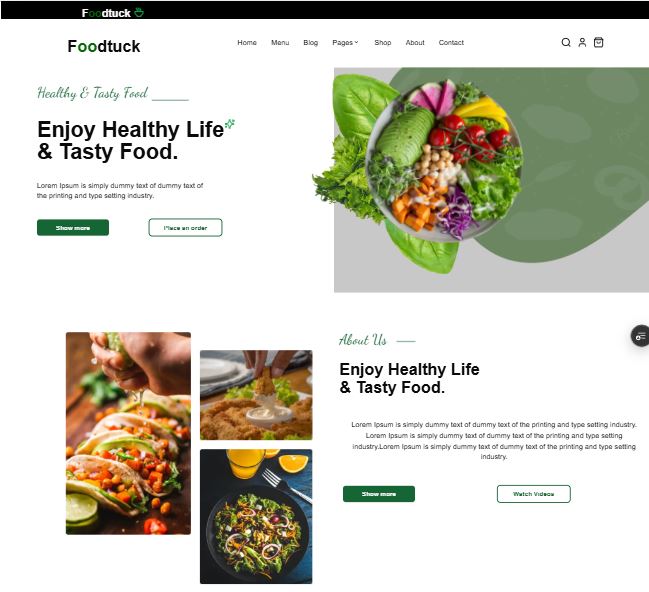 Foodtuck
Foodtuck
Home Menu Blog Pages Shop About Contact
Healthy & Tasty Food
Enjoy Healthy Life
& Tasty Food.
Lorem Ipsum is simply dummy text of dummy text of
the printing and type setting industry.
Show more Place an order
About Us
Enjoy Healthy Life
& Tasty Food.
Lorem Ipsum is simply dummy text of dummy text of the printing and type setting industry.
Lorem Ipsum is simply dummy text of dummy text of the printing and type setting
industry.Lorem Ipsum is simply dummy text of dummy text of the printing and type setting
industry.
Show more Watch Videos